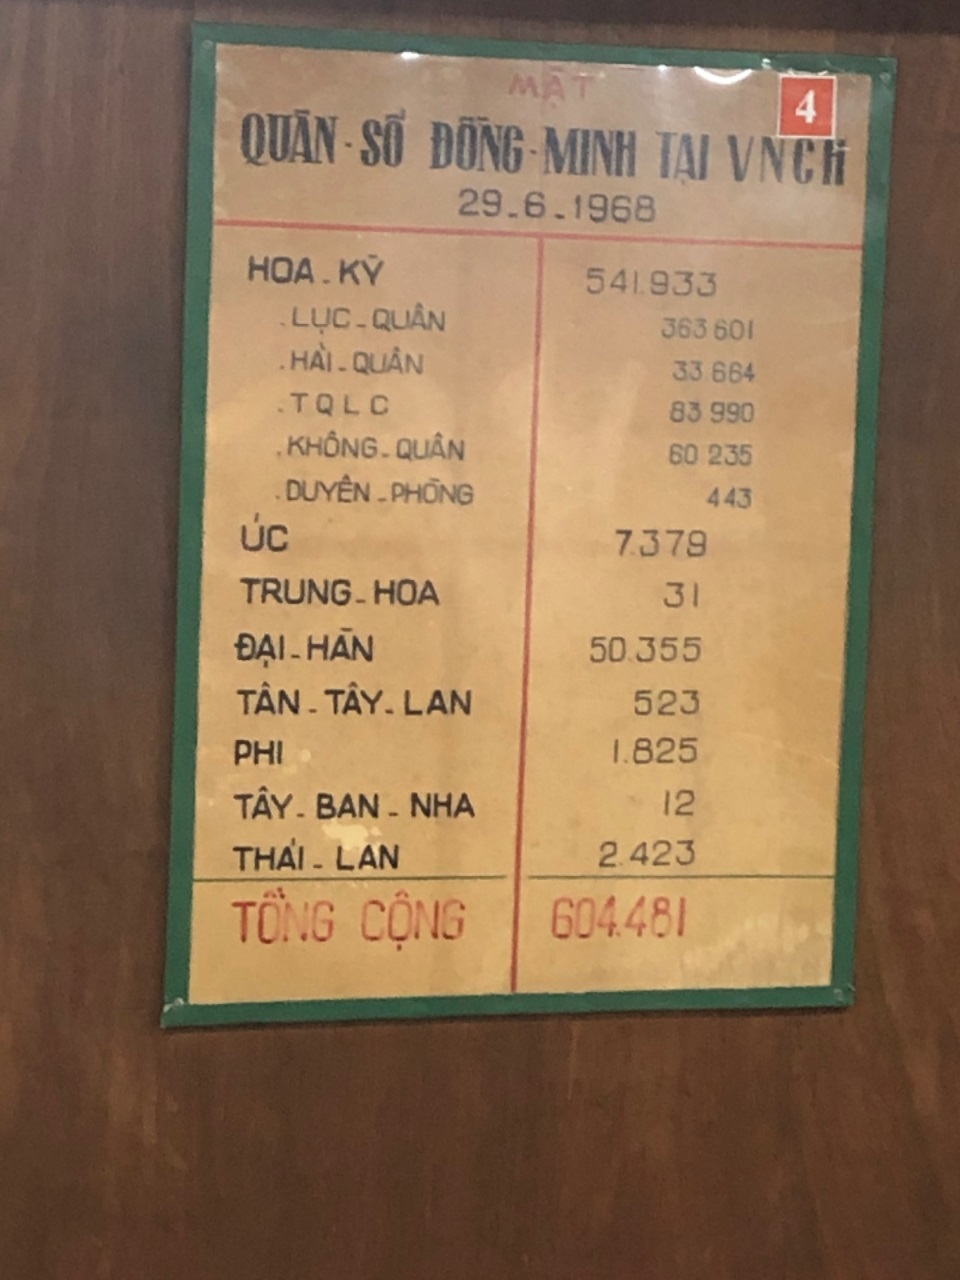 MẬT
4
QUÂN-SỐ ĐỒNG-MINH TẠI VNCH
29-6-1968
HOA-KỲ 541.933
.LỤC-QUÂN 363 601
.HẢI-QUÂN 33 664
.TQLC 83 990
.KHÔNG-QUÂN 60 235
.DUYÊN-PHÒNG 443
ÚC 7.379
TRUNG-HOA 31
ĐẠI-HÀN 50.355
TÂN-TÂY-LAN 523
PHI 1.825
TÂY-BAN-NHA 12
THÁI-LAN 2.423
TỔNG CỘNG 604.481